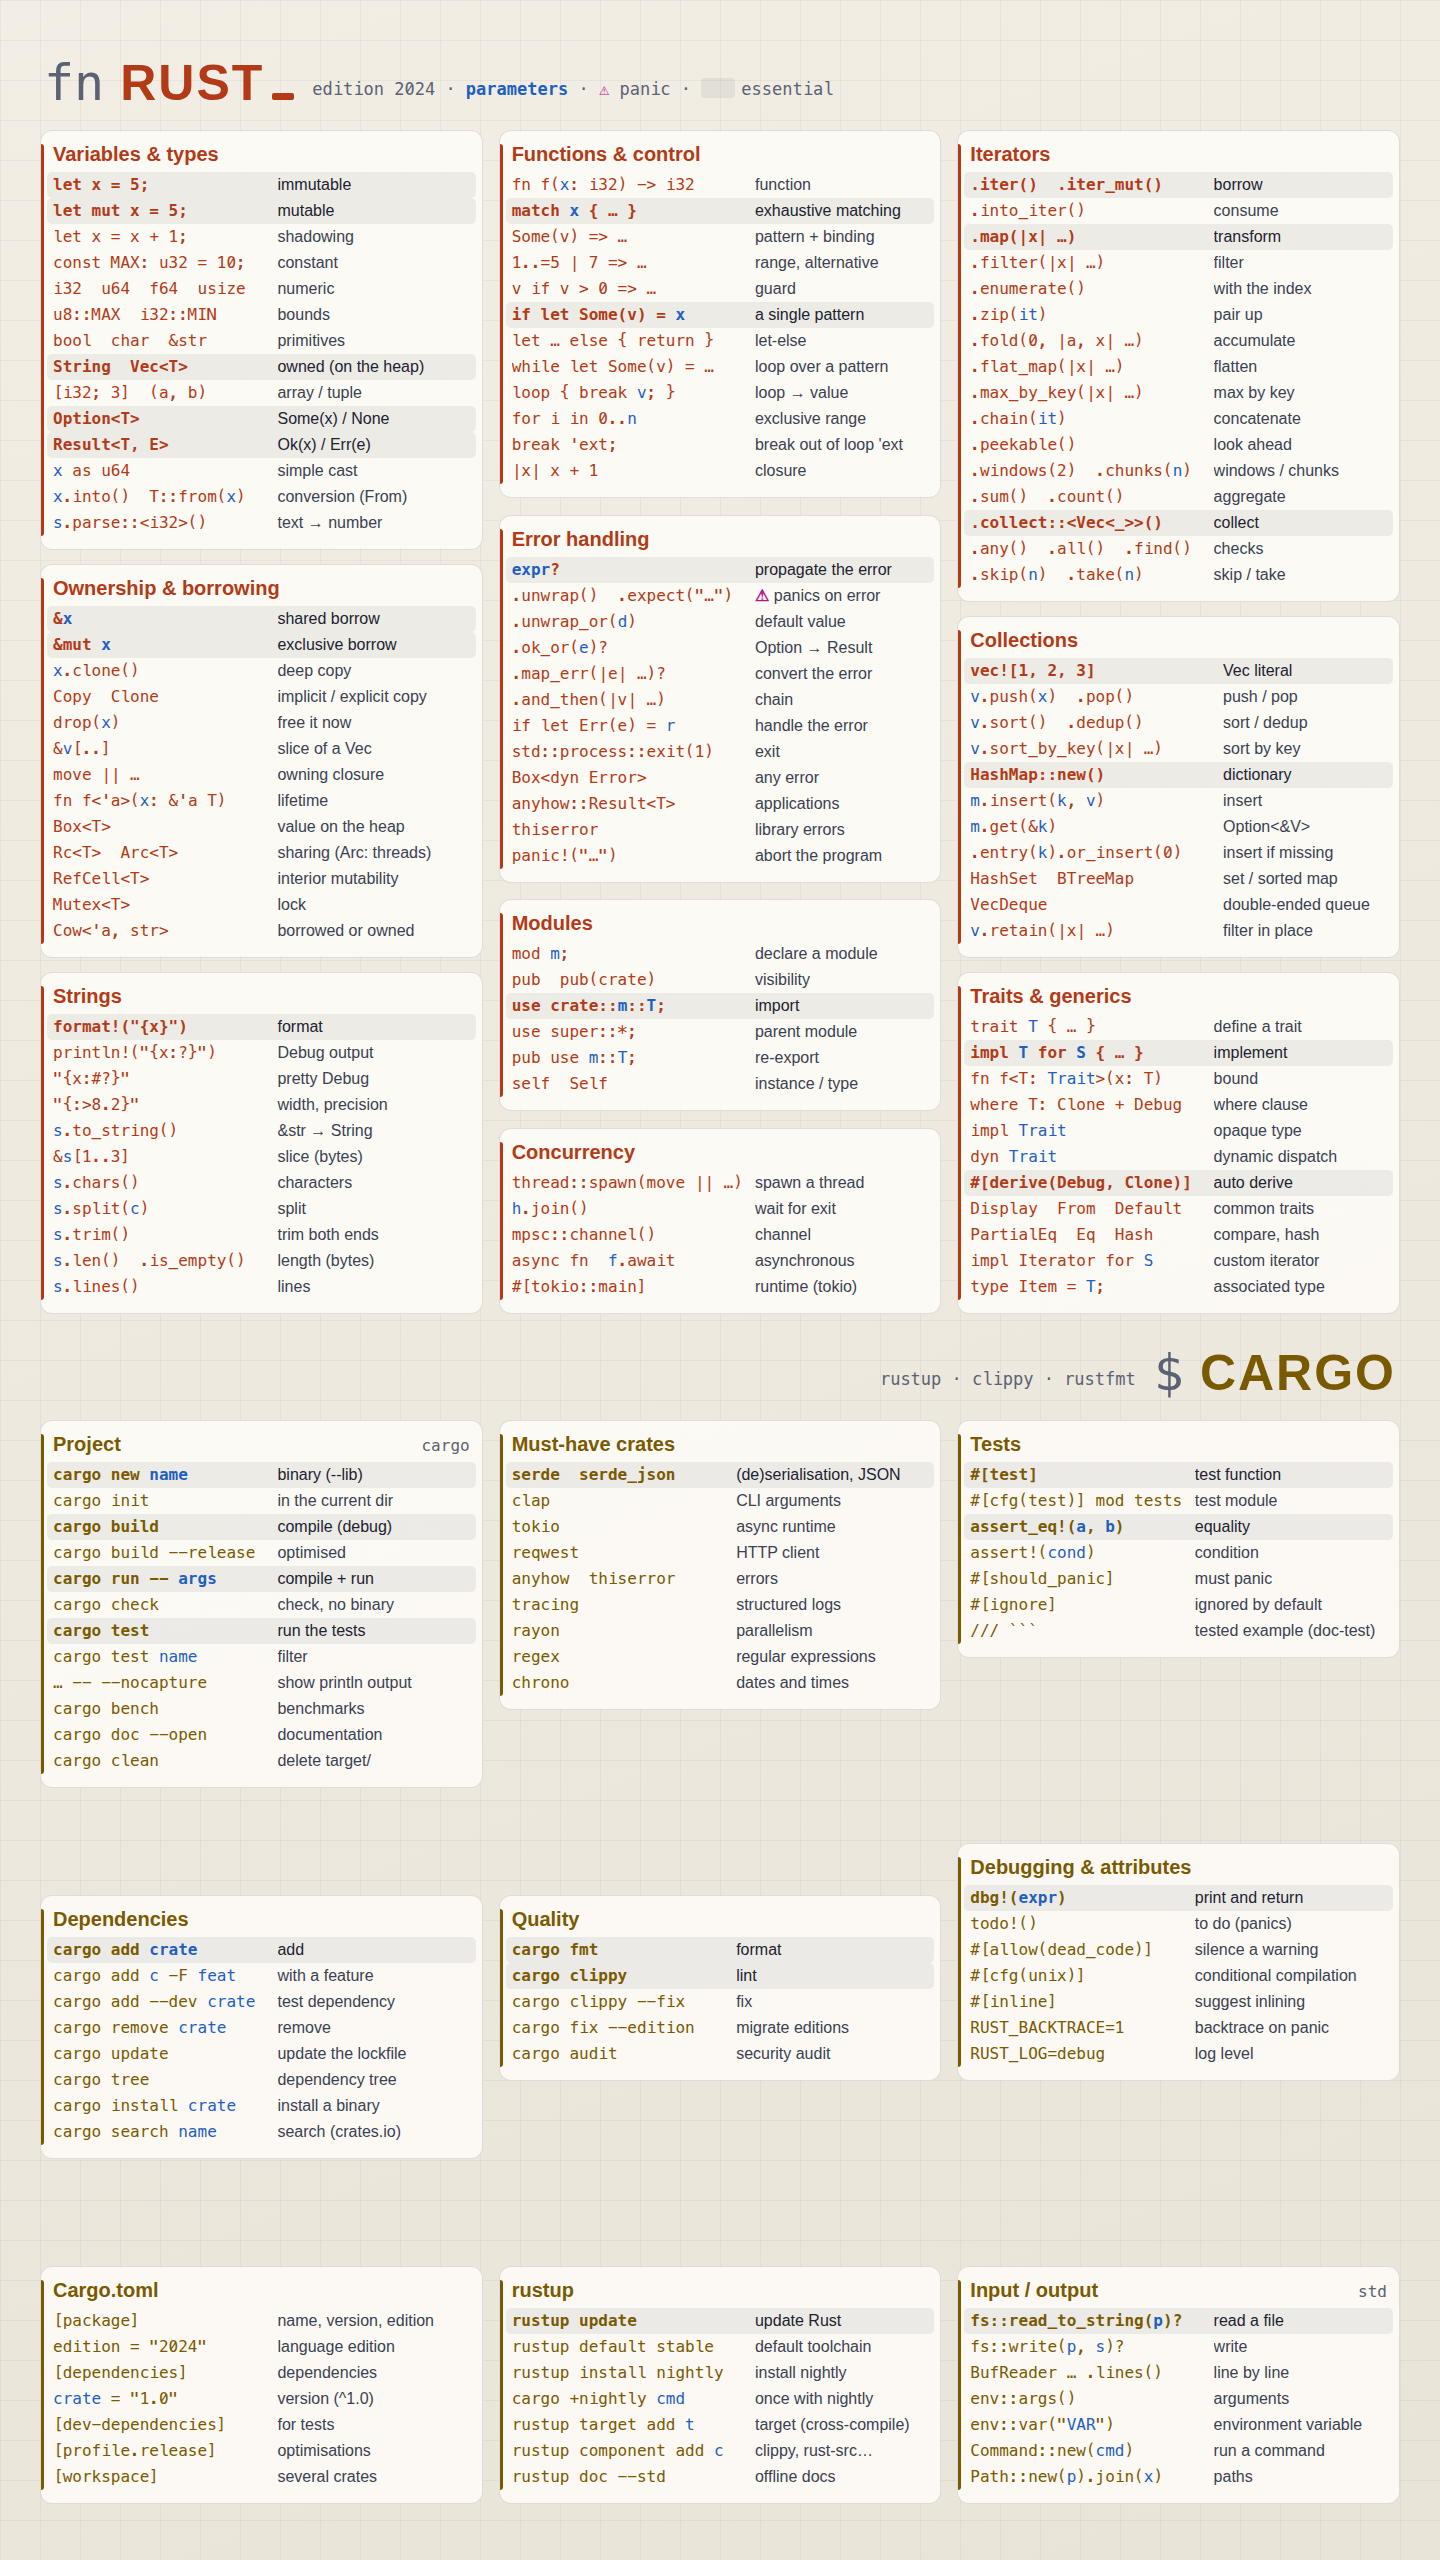 fn RUST_ edition 2024 · parameters · ⚠ panic · essential
Variables & types
let x = 5; immutable
let mut x = 5; mutable
let x = x + 1; shadowing
const MAX: u32 = 10; constant
i32 u64 f64 usize numeric
u8::MAX i32::MIN bounds
bool char &str primitives
String Vec<T> owned (on the heap)
[i32; 3] (a, b) array / tuple
Option<T> Some(x) / None
Result<T, E> Ok(x) / Err(e)
x as u64 simple cast
x.into() T::from(x) conversion (From)
s.parse::<i32>() text → number
Ownership & borrowing
&x shared borrow
&mut x exclusive borrow
x.clone() deep copy
Copy Clone implicit / explicit copy
drop(x) free it now
&v[..] slice of a Vec
move || … owning closure
fn f<'a>(x: &'a T) lifetime
Box<T> value on the heap
Rc<T> Arc<T> sharing (Arc: threads)
RefCell<T> interior mutability
Mutex<T> lock
Cow<'a, str> borrowed or owned
Strings
format!("{x}") format
println!("{x:?}") Debug output
"{x:#?}" pretty Debug
"{:>8.2}" width, precision
s.to_string() &str → String
&s[1..3] slice (bytes)
s.chars() characters
s.split(c) split
s.trim() trim both ends
s.len() .is_empty() length (bytes)
s.lines() lines
Functions & control
fn f(x: i32) -> i32 function
match x { … } exhaustive matching
Some(v) => … pattern + binding
1..=5 | 7 => … range, alternative
v if v > 0 => … guard
if let Some(v) = x a single pattern
let … else { return } let-else
while let Some(v) = … loop over a pattern
loop { break v; } loop → value
for i in 0..n exclusive range
break 'ext; break out of loop 'ext
|x| x + 1 closure
Error handling
expr? propagate the error
.unwrap() .expect("…") ⚠ panics on error
.unwrap_or(d) default value
.ok_or(e)? Option → Result
.map_err(|e| …)? convert the error
.and_then(|v| …) chain
if let Err(e) = r handle the error
std::process::exit(1) exit
Box<dyn Error> any error
anyhow::Result<T> applications
thiserror library errors
panic!("…") abort the program
Modules
mod m; declare a module
pub pub(crate) visibility
use crate::m::T; import
use super::*; parent module
pub use m::T; re-export
self Self instance / type
Concurrency
thread::spawn(move || …) spawn a thread
h.join() wait for exit
mpsc::channel() channel
async fn f.await asynchronous
#[tokio::main] runtime (tokio)
Iterators
.iter() .iter_mut() borrow
.into_iter() consume
.map(|x| …) transform
.filter(|x| …) filter
.enumerate() with the index
.zip(it) pair up
.fold(0, |a, x| …) accumulate
.flat_map(|x| …) flatten
.max_by_key(|x| …) max by key
.chain(it) concatenate
.peekable() look ahead
.windows(2) .chunks(n) windows / chunks
.sum() .count() aggregate
.collect::<Vec<_>>() collect
.any() .all() .find() checks
.skip(n) .take(n) skip / take
Collections
vec![1, 2, 3] Vec literal
v.push(x) .pop() push / pop
v.sort() .dedup() sort / dedup
v.sort_by_key(|x| …) sort by key
HashMap::new() dictionary
m.insert(k, v) insert
m.get(&k) Option<&V>
.entry(k).or_insert(0) insert if missing
HashSet BTreeMap set / sorted map
VecDeque double-ended queue
v.retain(|x| …) filter in place
Traits & generics
trait T { … } define a trait
impl T for S { … } implement
fn f<T: Trait>(x: T) bound
where T: Clone + Debug where clause
impl Trait opaque type
dyn Trait dynamic dispatch
#[derive(Debug, Clone)] auto derive
Display From Default common traits
PartialEq Eq Hash compare, hash
impl Iterator for S custom iterator
type Item = T; associated type
rustup · clippy · rustfmt $ CARGO
Project cargo
cargo new name binary (--lib)
cargo init in the current dir
cargo build compile (debug)
cargo build --release optimised
cargo run -- args compile + run
cargo check check, no binary
cargo test run the tests
cargo test name filter
… -- --nocapture show println output
cargo bench benchmarks
cargo doc --open documentation
cargo clean delete target/
Must-have crates
serde serde_json (de)serialisation, JSON
clap CLI arguments
tokio async runtime
reqwest HTTP client
anyhow thiserror errors
tracing structured logs
rayon parallelism
regex regular expressions
chrono dates and times
Tests
#[test] test function
#[cfg(test)] mod tests test module
assert_eq!(a, b) equality
assert!(cond) condition
#[should_panic] must panic
#[ignore] ignored by default
/// ``` tested example (doc-test)
Dependencies
cargo add crate add
cargo add c -F feat with a feature
cargo add --dev crate test dependency
cargo remove crate remove
cargo update update the lockfile
cargo tree dependency tree
cargo install crate install a binary
cargo search name search (crates.io)
Quality
cargo fmt format
cargo clippy lint
cargo clippy --fix fix
cargo fix --edition migrate editions
cargo audit security audit
Debugging & attributes
dbg!(expr) print and return
todo!() to do (panics)
#[allow(dead_code)] silence a warning
#[cfg(unix)] conditional compilation
#[inline] suggest inlining
RUST_BACKTRACE=1 backtrace on panic
RUST_LOG=debug log level
Cargo.toml
[package] name, version, edition
edition = "2024" language edition
[dependencies] dependencies
crate = "1.0" version (^1.0)
[dev-dependencies] for tests
[profile.release] optimisations
[workspace] several crates
rustup
rustup update update Rust
rustup default stable default toolchain
rustup install nightly install nightly
cargo +nightly cmd once with nightly
rustup target add t target (cross-compile)
rustup component add c clippy, rust-src…
rustup doc --std offline docs
Input / output std
fs::read_to_string(p)? read a file
fs::write(p, s)? write
BufReader … .lines() line by line
env::args() arguments
env::var("VAR") environment variable
Command::new(cmd) run a command
Path::new(p).join(x) paths